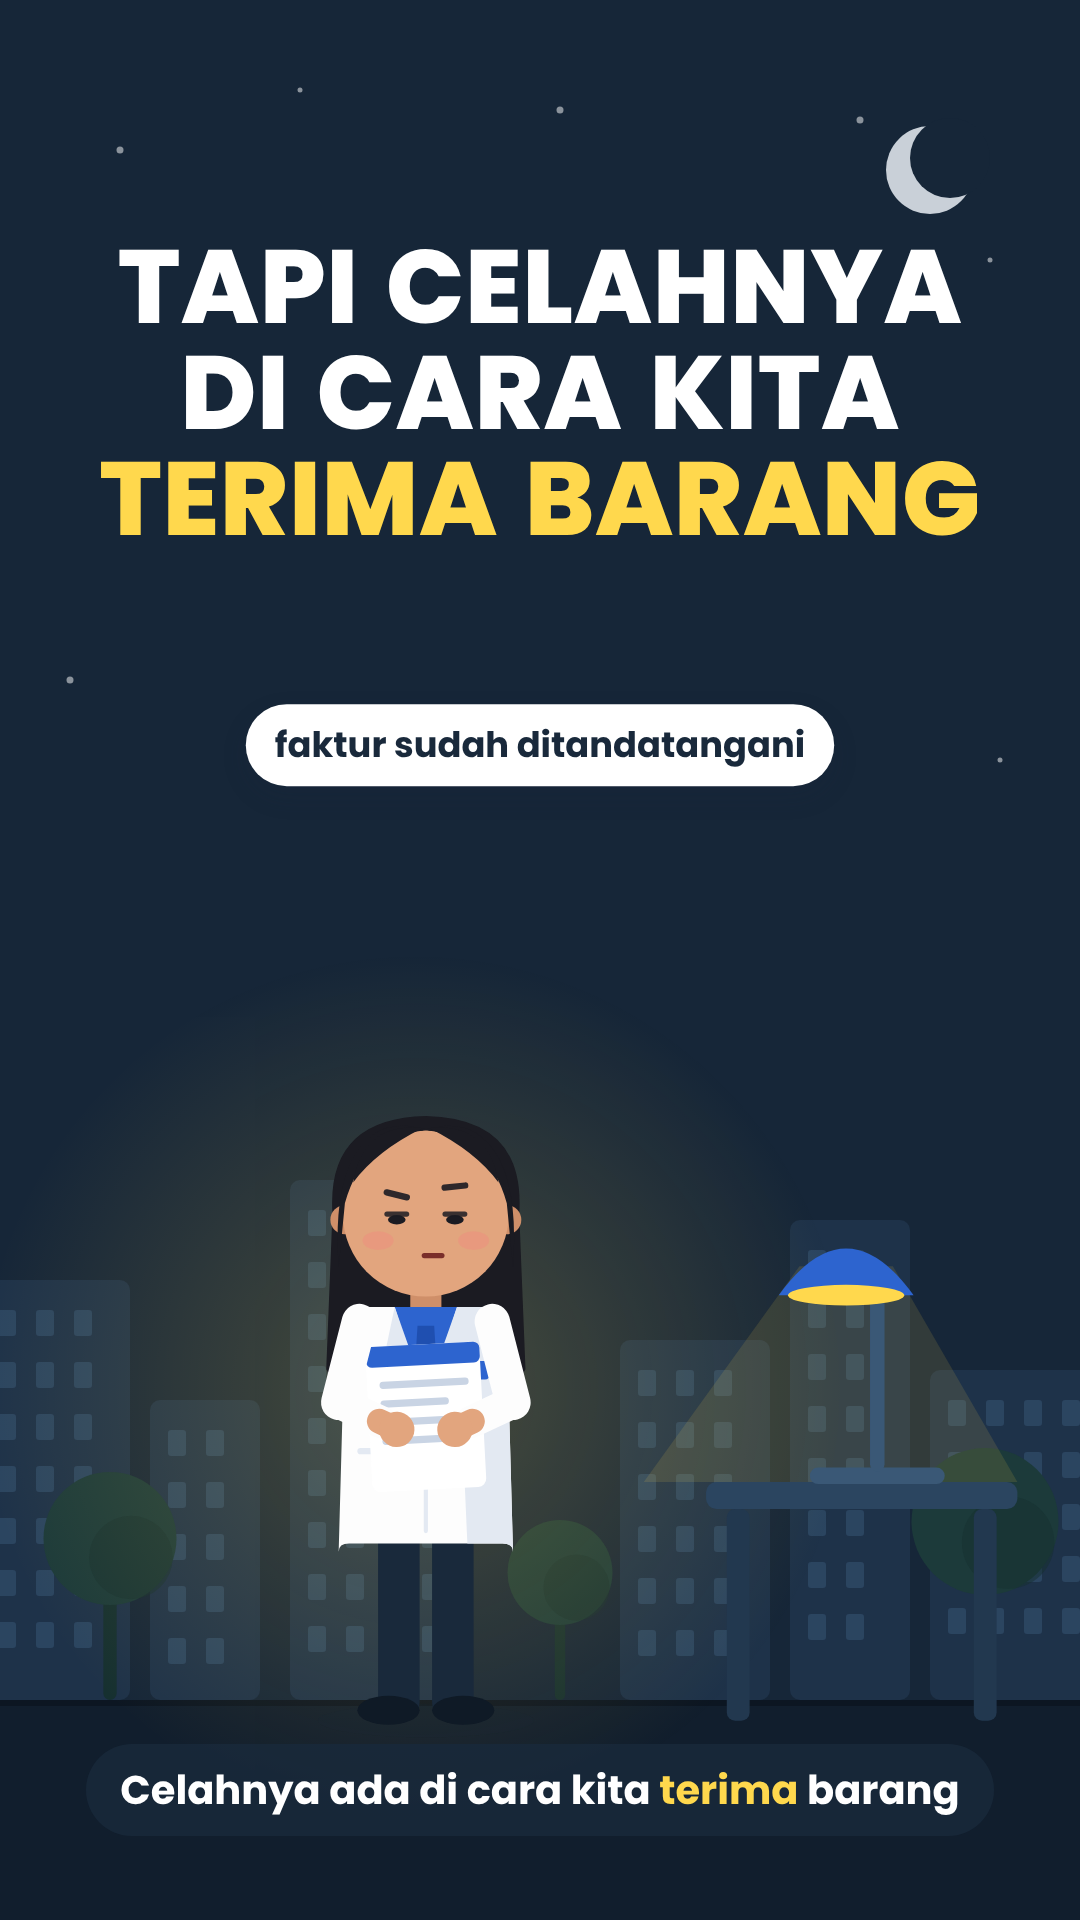 TAPI CELAHNYA
DI CARA KITA
TERIMA BARANG
faktur sudah ditandatangani
Celahnya ada di cara kita terima barang